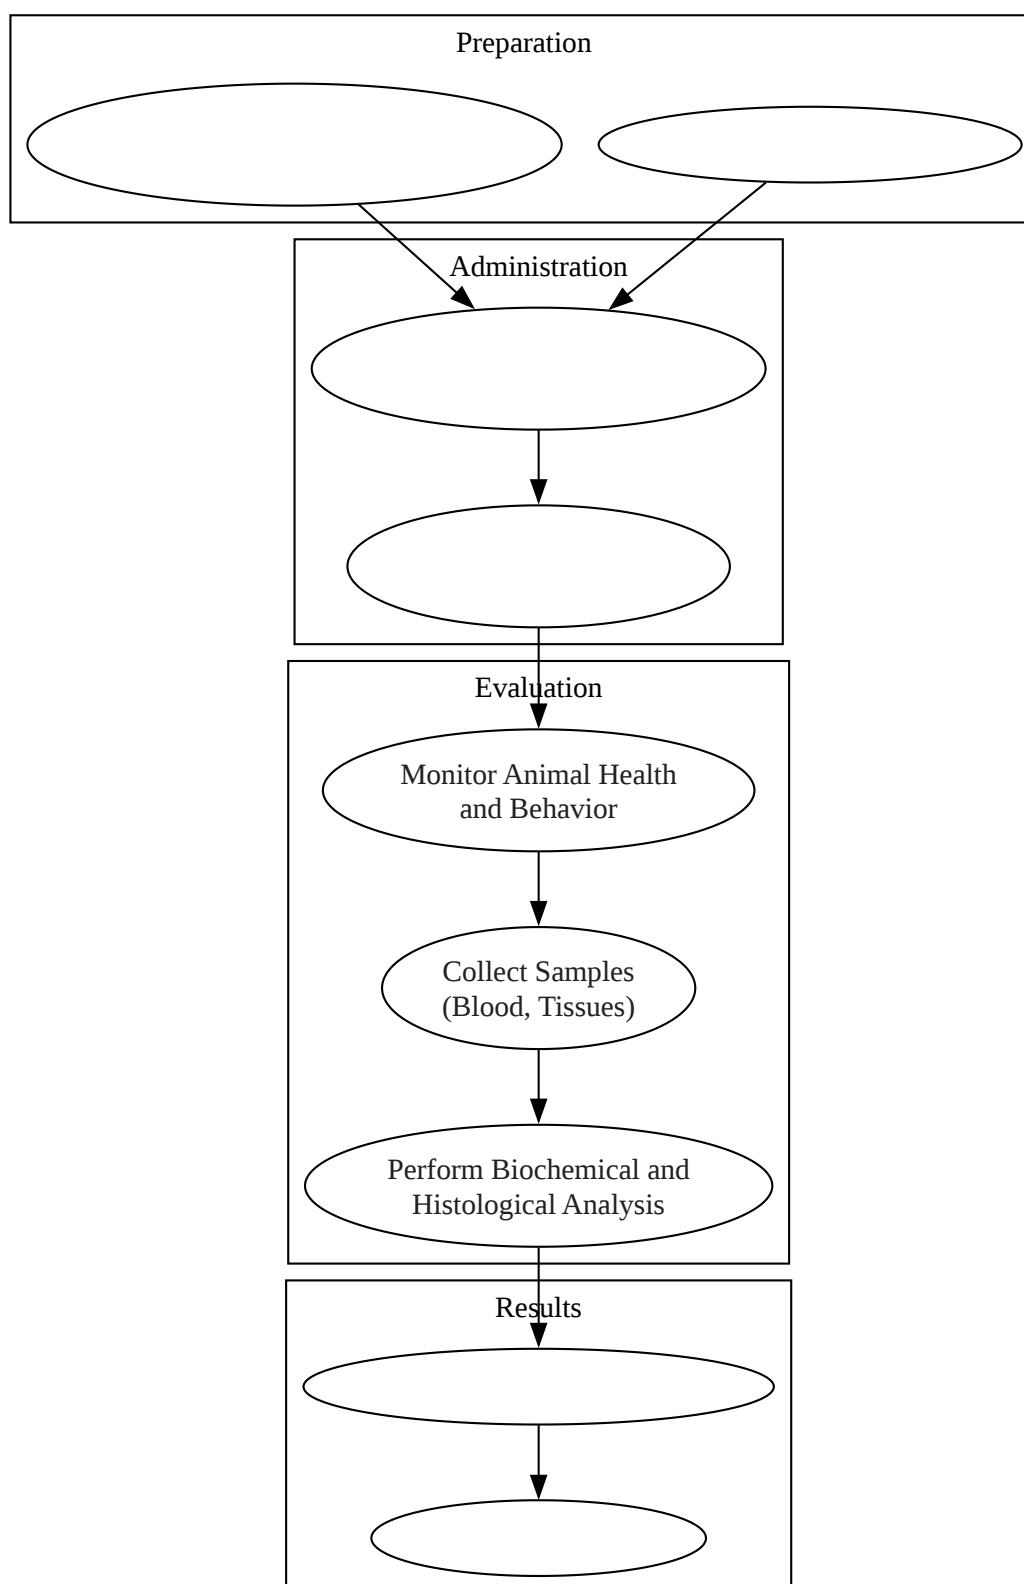 Preparation
Administration
Evaluation
Monitor Animal Health
and Behavior
Collect Samples
(Blood, Tissues)
Perform Biochemical and
Histological Analysis
Results